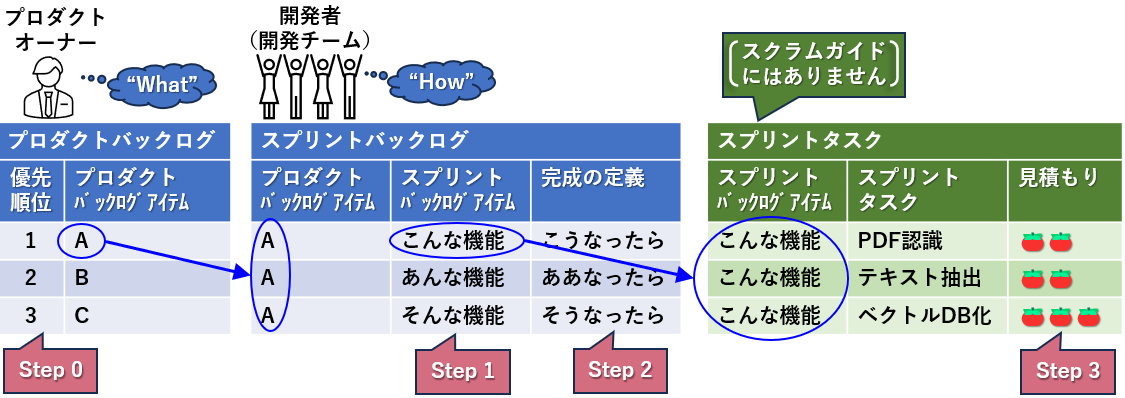 プロダクト
オーナー
“What”
開発者
(開発チーム)
“How”
スクラムガイド
にはありません
プロダクトバックログ
優先
順位
プロダクト
ﾊﾞｯｸﾛｸﾞｱｲﾃﾑ
1
A
2
B
3
C
スプリントバックログ
プロダクト
ﾊﾞｯｸﾛｸﾞｱｲﾃﾑ
スプリント
ﾊﾞｯｸﾛｸﾞｱｲﾃﾑ
完成の定義
A
こんな機能
こうなったら
A
あんな機能
ああなったら
A
そんな機能
そうなったら
スプリントタスク
スプリント
ﾊﾞｯｸﾛｸﾞｱｲﾃﾑ
スプリント
タスク
見積もり
こんな機能
PDF認識
こんな機能
テキスト抽出
こんな機能
ベクトルDB化
Step 0
Step 1
Step 2
Step 3